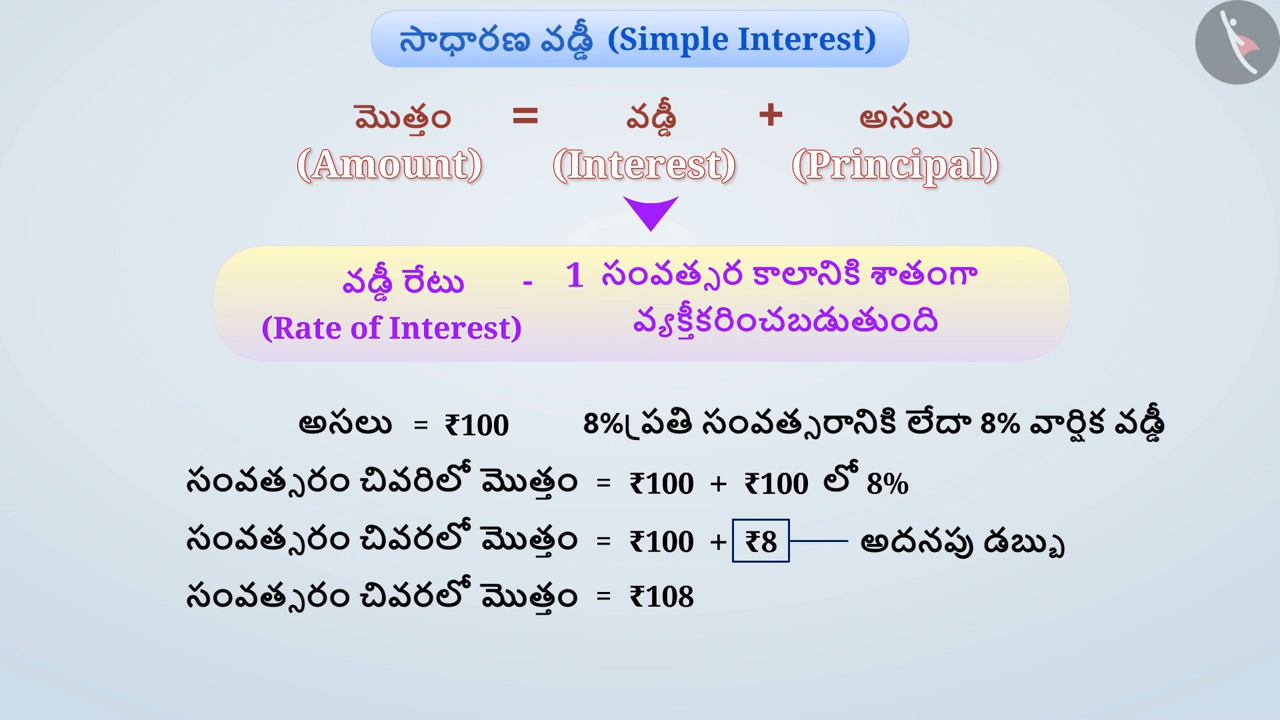 సాధారణ వడ్డీ (Simple Interest)
మొత్తం = వడ్డీ + అసలు
(Amount) (Interest) (Principal)
వడ్డీ రేటు - 1 సంవత్సర కాలానికి శాతంగా
(Rate of Interest) వ్యక్తీకరించబడుతుంది
అసలు = ₹100 8% ప్రతి సంవత్సరానికి లేదా 8% వార్షిక వడ్డీ
సంవత్సరం చివరిలో మొత్తం = ₹100 + ₹100 లో 8%
సంవత్సరం చివరలో మొత్తం = ₹100 + ₹8 అదనపు డబ్బు
సంవత్సరం చివరలో మొత్తం = ₹108